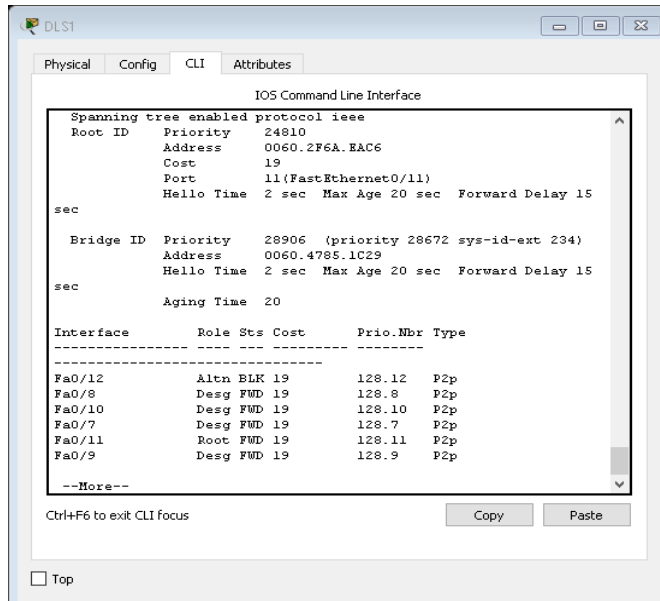 DLS1
Physical Config CLI Attributes
IOS Command Line Interface
Spanning tree enabled protocol ieee
Root ID Priority 24810
Address 0060.2F6A.EAC6
Cost 19
Port 11(FastEthernet0/11)
Hello Time 2 sec Max Age 20 sec Forward Delay 15
sec
Bridge ID Priority 28906 (priority 28672 sys-id-ext 234)
Address 0060.4785.1C29
Hello Time 2 sec Max Age 20 sec Forward Delay 15
sec
Aging Time 20
Interface Role Sts Cost Prio.Nbr Type
---------------- ---- --- --------- --------
--------------------------------
Fa0/12 Altn BLK 19 128.12 P2p
Fa0/8 Desg FWD 19 128.8 P2p
Fa0/10 Desg FWD 19 128.10 P2p
Fa0/7 Desg FWD 19 128.7 P2p
Fa0/11 Root FWD 19 128.11 P2p
Fa0/9 Desg FWD 19 128.9 P2p
--More--
Ctrl+F6 to exit CLI focus
Copy Paste
Top